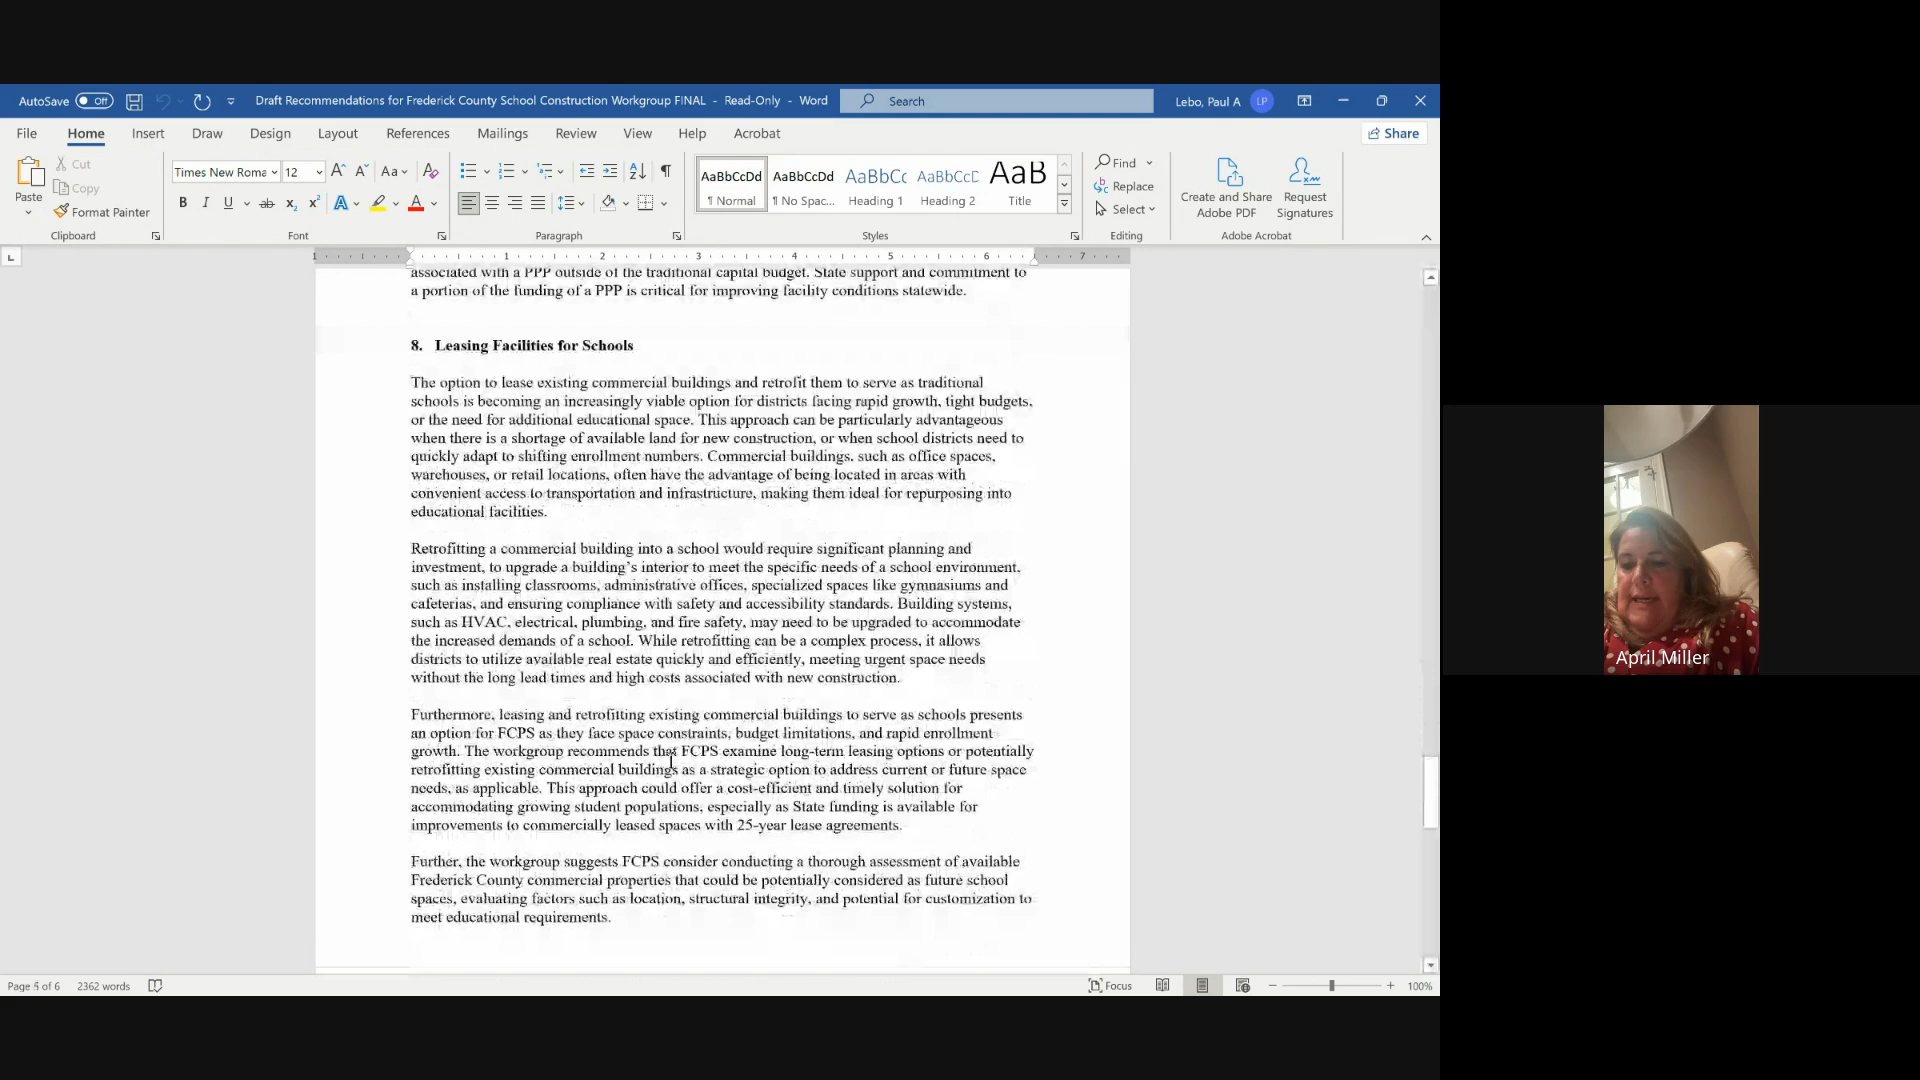 AutoSave Off Draft Recommendations for Frederick County School Construction Workgroup FINAL - Read-Only - Word Search Lebo, Paul A LP
File Home Insert Draw Design Layout References Mailings Review View Help Acrobat Share
Paste Cut Copy Format Painter Clipboard
Times New Roma 12 Aa Font
Paragraph
AaBbCcDd AaBbCcDd AaBbCc AaBbCcD AaB
¶ Normal ¶ No Spac... Heading 1 Heading 2 Title
Styles
Find Replace Select Editing
Create and Share Adobe PDF Request Signatures Adobe Acrobat
1 1 2 3 4 5 6 7
associated with a PPP outside of the traditional capital budget. State support and commitment to
a portion of the funding of a PPP is critical for improving facility conditions statewide.
8. Leasing Facilities for Schools
The option to lease existing commercial buildings and retrofit them to serve as traditional
schools is becoming an increasingly viable option for districts facing rapid growth, tight budgets,
or the need for additional educational space. This approach can be particularly advantageous
when there is a shortage of available land for new construction, or when school districts need to
quickly adapt to shifting enrollment numbers. Commercial buildings, such as office spaces,
warehouses, or retail locations, often have the advantage of being located in areas with
convenient access to transportation and infrastructure, making them ideal for repurposing into
educational facilities.
Retrofitting a commercial building into a school would require significant planning and
investment, to upgrade a building's interior to meet the specific needs of a school environment,
such as installing classrooms, administrative offices, specialized spaces like gymnasiums and
cafeterias, and ensuring compliance with safety and accessibility standards. Building systems,
such as HVAC, electrical, plumbing, and fire safety, may need to be upgraded to accommodate
the increased demands of a school. While retrofitting can be a complex process, it allows
districts to utilize available real estate quickly and efficiently, meeting urgent space needs
without the long lead times and high costs associated with new construction.
Furthermore, leasing and retrofitting existing commercial buildings to serve as schools presents
an option for FCPS as they face space constraints, budget limitations, and rapid enrollment
growth. The workgroup recommends that FCPS examine long-term leasing options or potentially
retrofitting existing commercial buildings as a strategic option to address current or future space
needs, as applicable. This approach could offer a cost-efficient and timely solution for
accommodating growing student populations, especially as State funding is available for
improvements to commercially leased spaces with 25-year lease agreements.
Further, the workgroup suggests FCPS consider conducting a thorough assessment of available
Frederick County commercial properties that could be potentially considered as future school
spaces, evaluating factors such as location, structural integrity, and potential for customization to
meet educational requirements.
April Miller
Page 5 of 6 2362 words Focus 100%